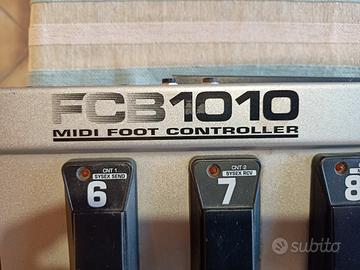 FCB1010
MIDI FOOT CONTROLLER
CNT 1
SYSEX SEND
6
CNT 2
SYSEX RCV
7
8
subito